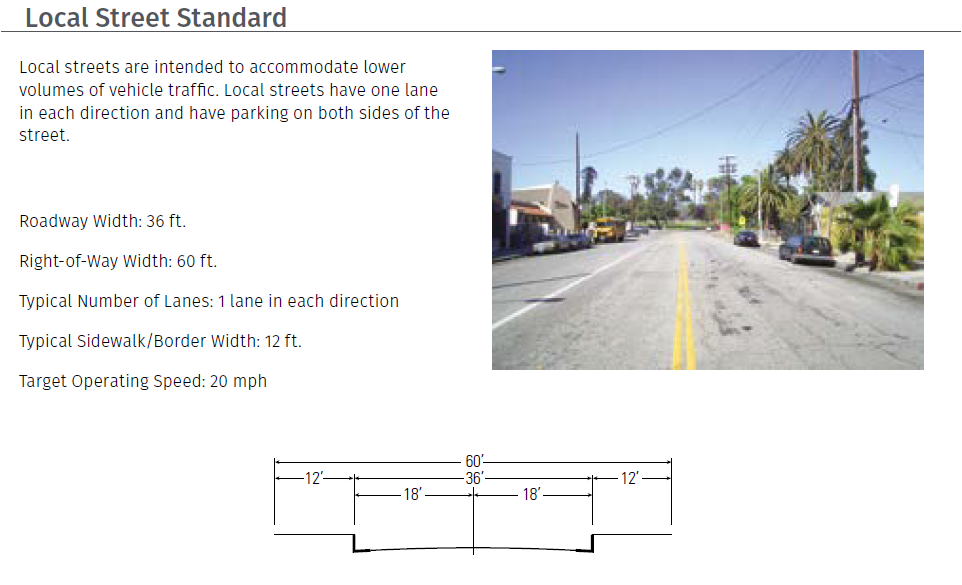 Local Street Standard
Local streets are intended to accommodate lower
volumes of vehicle traffic. Local streets have one lane
in each direction and have parking on both sides of the
street.
Roadway Width: 36 ft.
Right-of-Way Width: 60 ft.
Typical Number of Lanes: 1 lane in each direction
Typical Sidewalk/Border Width: 12 ft.
Target Operating Speed: 20 mph
60'
12' 36' 12'
18' 18'